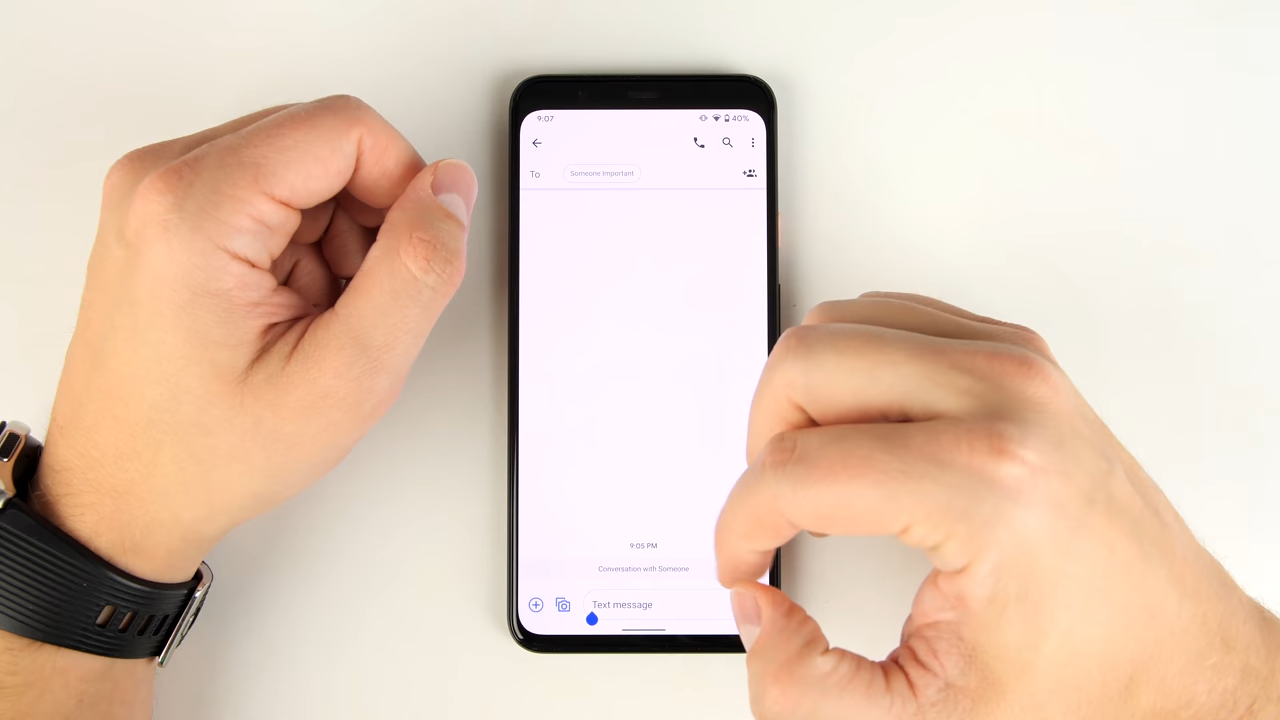 9:07 40%
To Someone Important
9:05 PM
Conversation with Someone
Text message